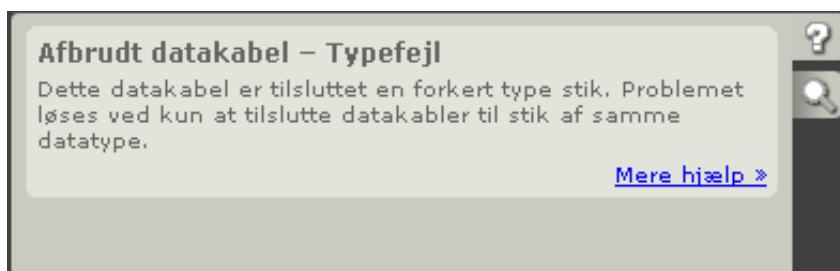 Afbrudt datakabel – Typefejl
Dette datakabel er tilsluttet en forkert type stik. Problemet
løses ved kun at tilslutte datakabler til stik af samme
datatype.
Mere hjælp »
?